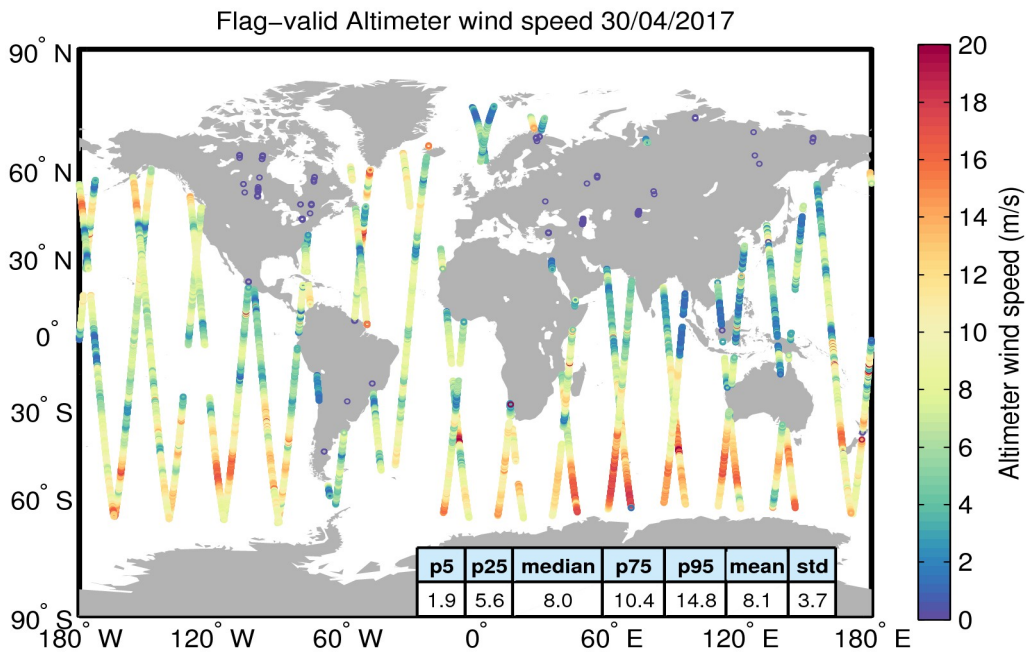 Flag−valid Altimeter wind speed 30/04/2017
90° N
60° N
30° N
0°
30° S
60° S
90° S
180° W
120° W
60° W
0°
60° E
120° E
180° E
p5 p25 median p75 p95 mean std
1.9 5.6 8.0 10.4 14.8 8.1 3.7
20
18
16
14
12
10
8
6
4
2
0
Altimeter wind speed (m/s)